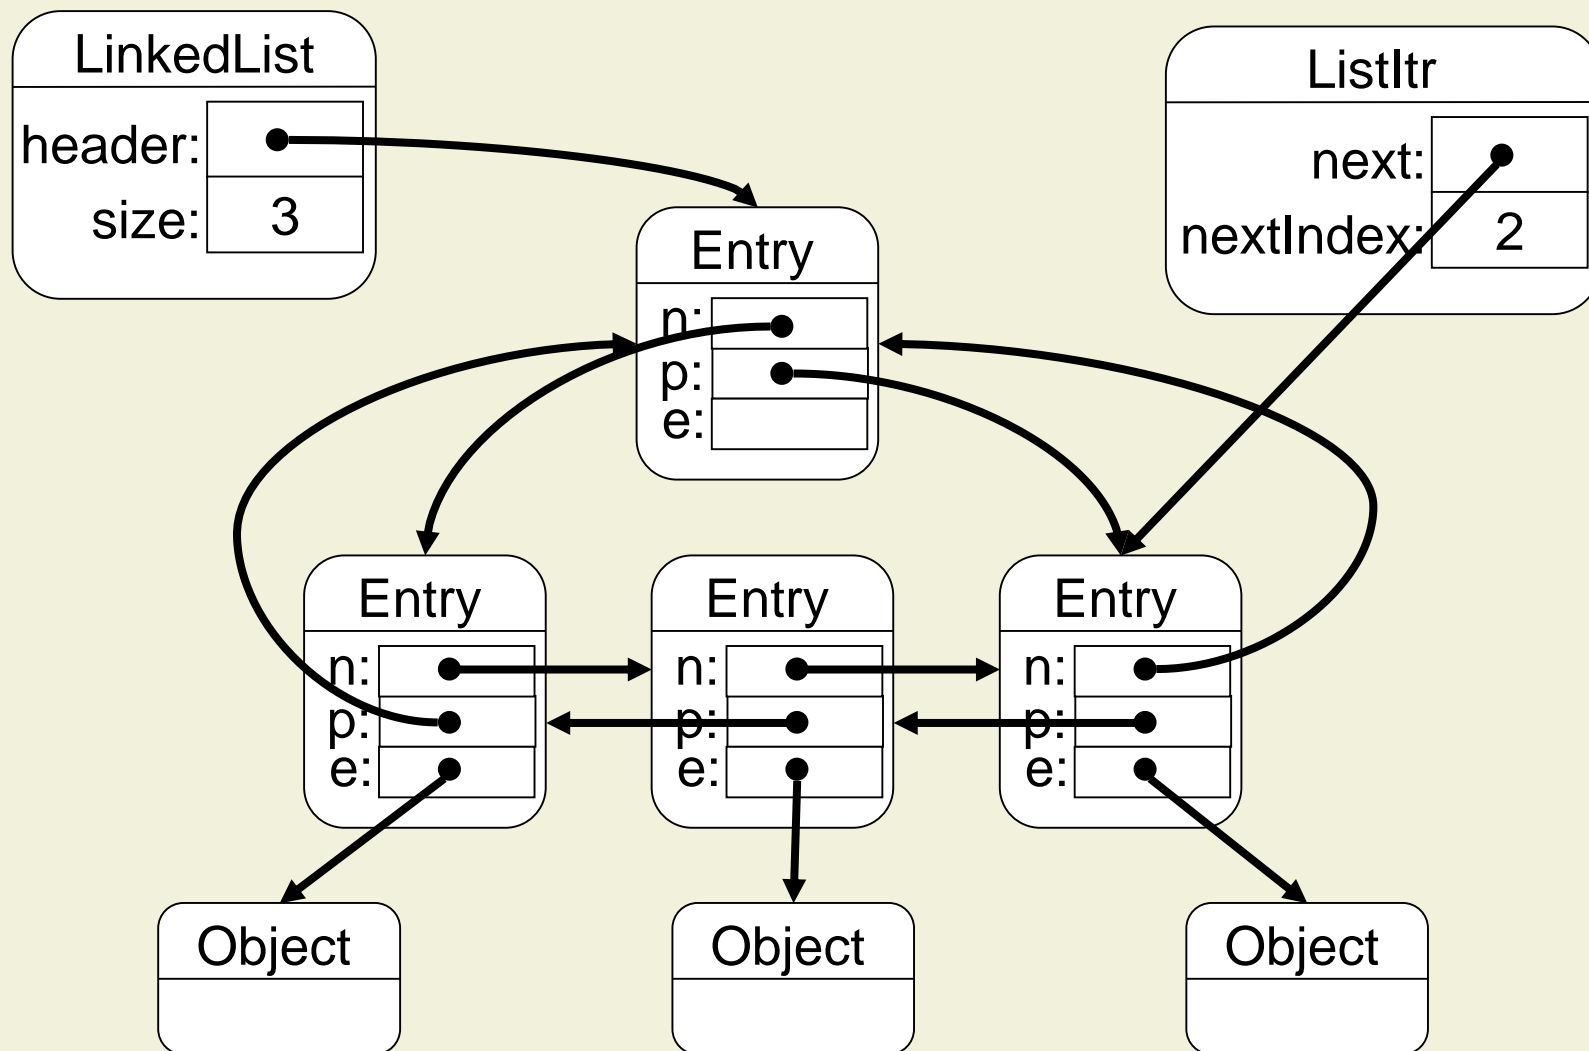 LinkedList
header:
size: 3
ListItr
next:
nextIndex: 2
Entry
n:
p:
e:
Entry
n:
p:
e:
Entry
n:
p:
e:
Entry
n:
p:
e:
Object
Object
Object